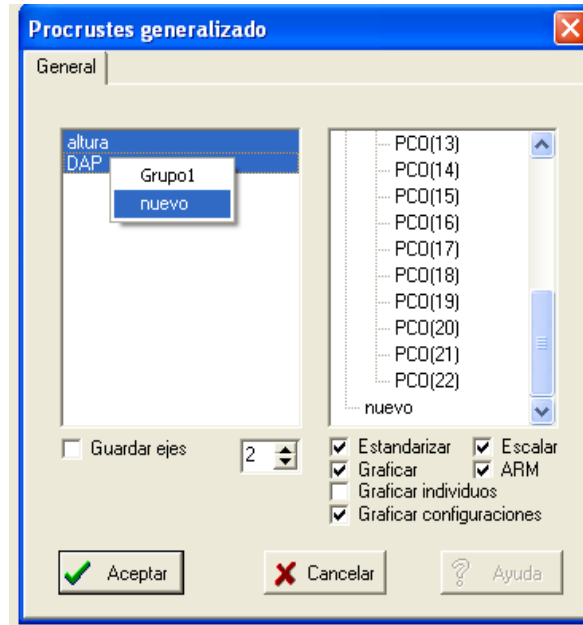 Procrustes generalizado
General
altura
DAP
Grupo1
nuevo
PCO(13)
PCO(14)
PCO(15)
PCO(16)
PCO(17)
PCO(18)
PCO(19)
PCO(20)
PCO(21)
PCO(22)
nuevo
Guardar ejes
2
Estandarizar Escalar
Graficar ARM
Graficar individuos
Graficar configuraciones
Aceptar Cancelar Ayuda